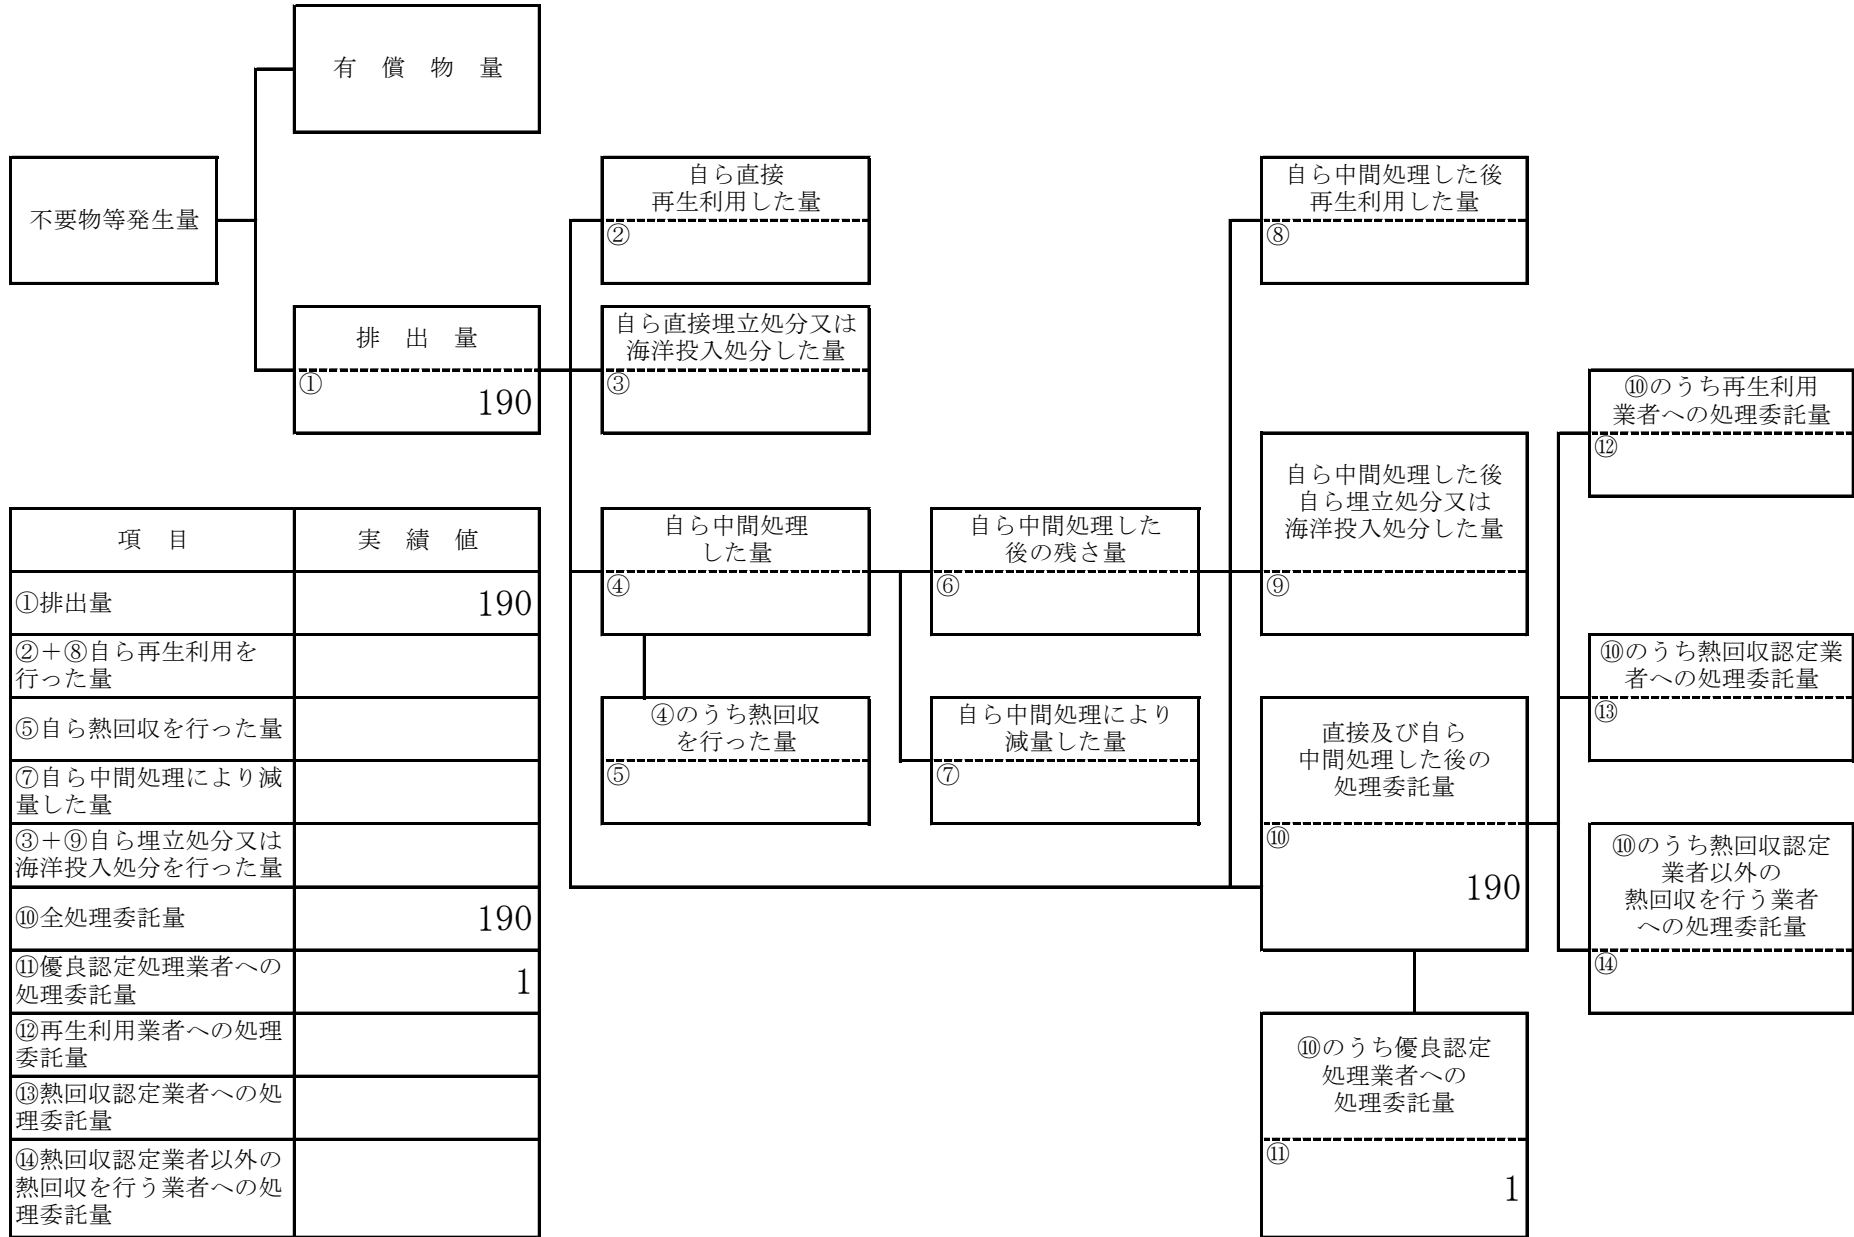 有 償 物 量
不要物等発生量
排 出 量
①
190
自ら直接
再生利用した量
②
自ら直接埋立処分又は
海洋投入処分した量
③
自ら中間処理
した量
④
④のうち熱回収
を行った量
⑤
自ら中間処理した
後の残さ量
⑥
自ら中間処理により
減量した量
⑦
自ら中間処理した後
再生利用した量
⑧
自ら中間処理した後
自ら埋立処分又は
海洋投入処分した量
⑨
直接及び自ら
中間処理した後の
処理委託量
⑩
190
⑩のうち優良認定
処理業者への
処理委託量
⑪
1
⑩のうち再生利用
業者への処理委託量
⑫
⑩のうち熱回収認定業
者への処理委託量
⑬
⑩のうち熱回収認定
業者以外の
熱回収を行う業者
への処理委託量
⑭
項 目 実 績 値
①排出量 190
②＋⑧自ら再生利用を
行った量
⑤自ら熱回収を行った量
⑦自ら中間処理により減
量した量
③＋⑨自ら埋立処分又は
海洋投入処分を行った量
⑩全処理委託量 190
⑪優良認定処理業者への
処理委託量 1
⑫再生利用業者への処理
委託量
⑬熱回収認定業者への処
理委託量
⑭熱回収認定業者以外の
熱回収を行う業者への処
理委託量